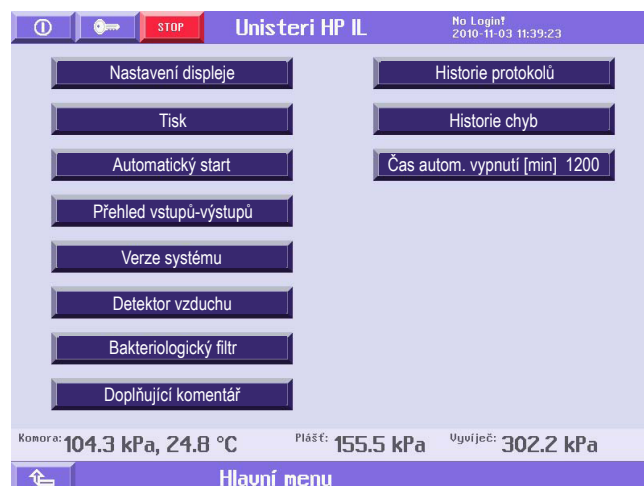 STOP
Unisteri HP IL
No Login!
2010-11-03 11:39:23
Nastavení displeje
Historie protokolů
Tisk
Historie chyb
Automatický start
Čas autom. vypnutí [min] 1200
Přehled vstupů-výstupů
Verze systému
Detektor vzduchu
Bakteriologický filtr
Doplňující komentář
Komora: 104.3 kPa, 24.8 °C Plášť: 155.5 kPa Vyvíječ: 302.2 kPa
Hlavní menu